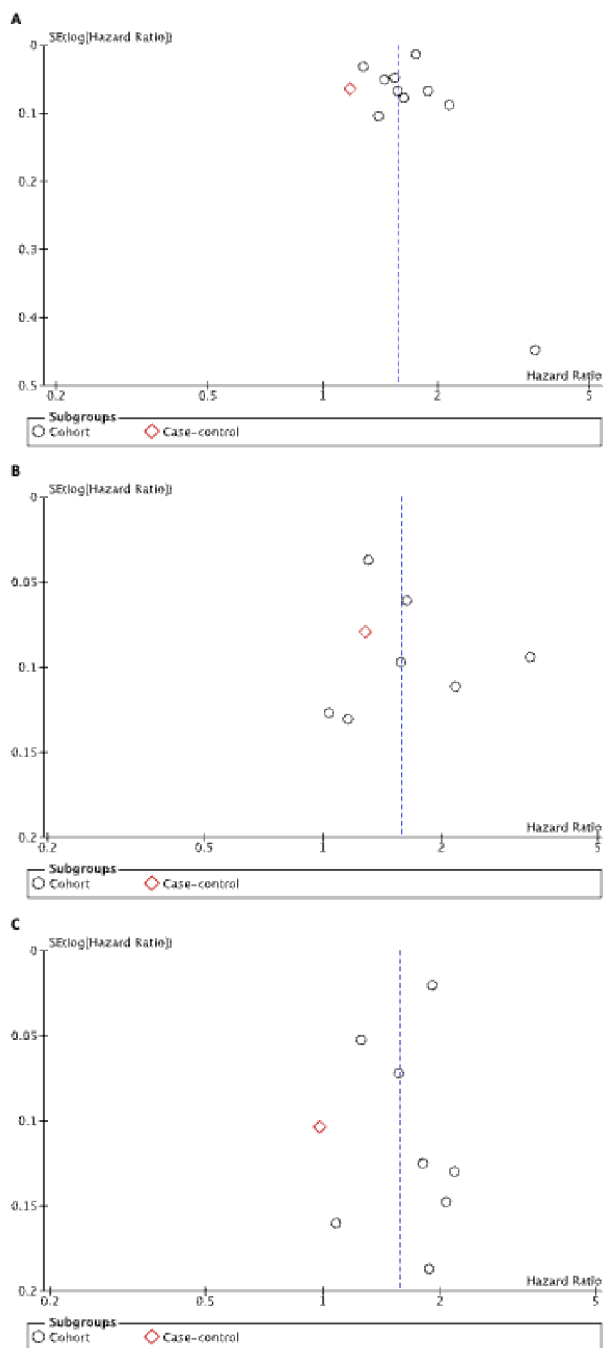 A
SE(log[Hazard Ratio])
0
0.1
0.2
0.3
0.4
0.5
Hazard Ratio
0.2 0.5 1 2 5
Subgroups
Cohort Case-control
B
SE(log[Hazard Ratio])
0
0.05
0.1
0.15
0.2
Hazard Ratio
0.2 0.5 1 2 5
Subgroups
Cohort Case-control
C
SE(log[Hazard Ratio])
0
0.05
0.1
0.15
0.2
Hazard Ratio
0.2 0.5 1 2 5
Subgroups
Cohort Case-control